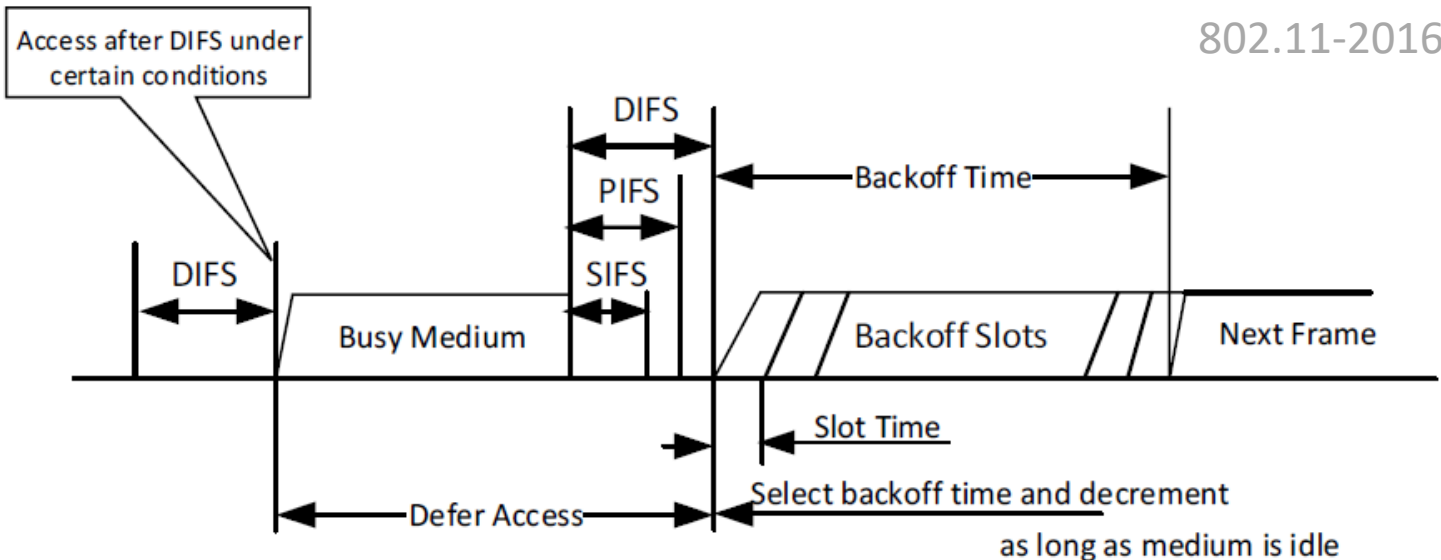 802.11-2016
Access after DIFS under
certain conditions
DIFS
Backoff Time
PIFS
DIFS
SIFS
Busy Medium
Backoff Slots
Next Frame
Slot Time
Select backoff time and decrement
Defer Access
as long as medium is idle